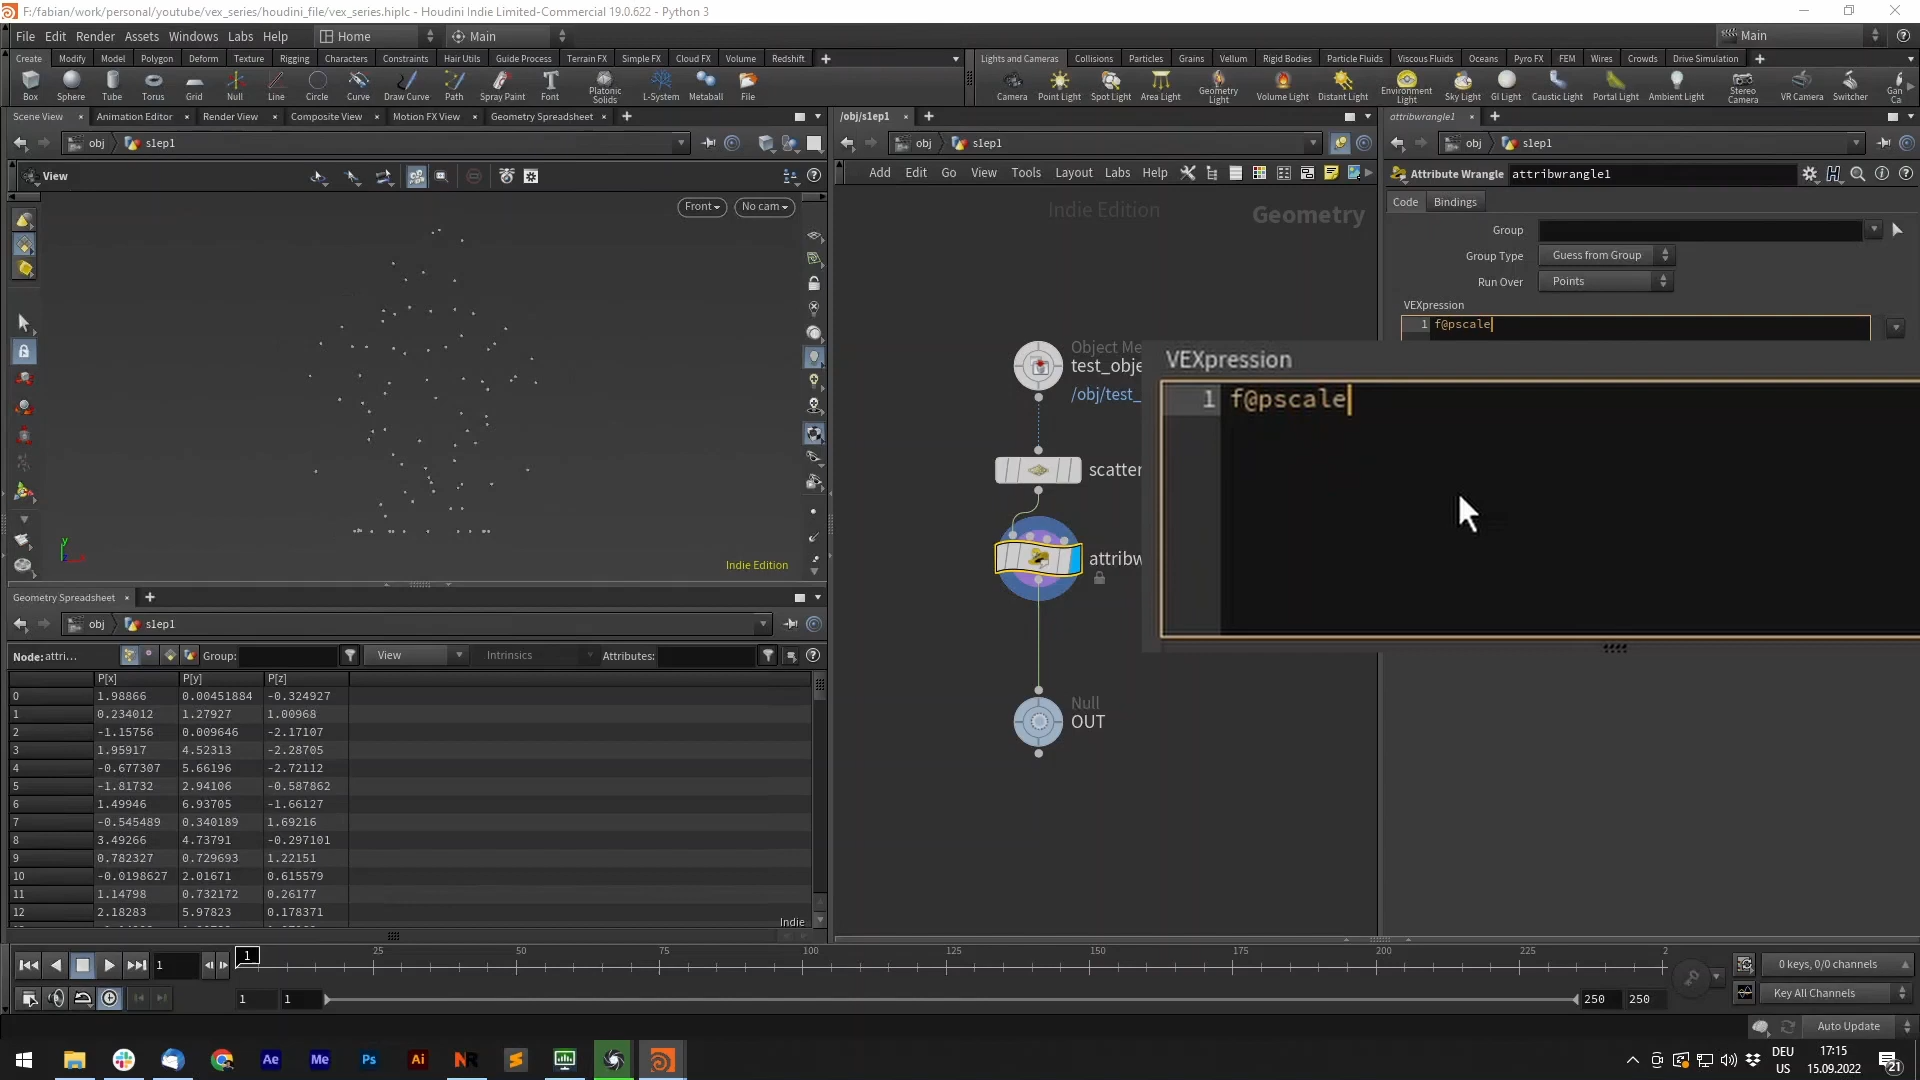 F:/fabian/work/personal/youtube/vex_series/houdini_file/vex_series.hiplc - Houdini Indie Limited-Commercial 19.0.622 - Python 3
File Edit Render Assets Windows Labs Help Home Main Main
Create Modify Model Polygon Deform Texture Rigging Characters Constraints Hair Utils Guide Process Terrain FX Simple FX Cloud FX Volume Redshift
Lights and Cameras Collisions Particles Grains Vellum Rigid Bodies Particle Fluids Viscous Fluids Oceans Pyro FX FEM Wires Crowds Drive Simulation
Box Sphere Tube Torus Grid Null Line Circle Curve Draw Curve Path Spray Paint Font Platonic Solids L-System Metaball File
Camera Point Light Spot Light Area Light Geometry Light Volume Light Distant Light Environment Light Sky Light GI Light Caustic Light Portal Light Ambient Light Stereo Camera VR Camera Switcher Gan Ca
Scene View Animation Editor Render View Composite View Motion FX View Geometry Spreadsheet
/obj/s1ep1
attribwrangle1
obj s1ep1
obj s1ep1
obj s1ep1
View
Front No cam
Indie Edition
Add Edit Go View Tools Layout Labs Help
Indie Edition
Geometry
Object Me
test_obje
/obj/test_
scatter
attribw
Null
OUT
Attribute Wrangle attribwrangle1
Code Bindings
Group
Group Type Guess from Group
Run Over Points
VEXpression
1 f@pscale
VEXpression
1 f@pscale
Geometry Spreadsheet
obj s1ep1
Node: attri... Group: View Intrinsics Attributes:
P[x] P[y] P[z]
0 1.98866 0.00451884 -0.324927
1 0.234012 1.27927 1.00968
2 -1.15756 0.009646 -2.17107
3 1.95917 4.52313 -2.28705
4 -0.677307 5.66196 -2.72112
5 -1.81732 2.94106 -0.587862
6 1.49946 6.93705 -1.66127
7 -0.545489 0.340189 1.69216
8 3.49266 4.73791 -0.297101
9 0.782327 0.729693 1.22151
10 -0.0198627 2.01671 0.615579
11 1.14798 0.732172 0.26177
12 2.18283 5.97823 0.178371
Indie
1 1 25 50 75 100 125 150 175 200 225 2
0 keys, 0/0 channels
1 1 250 250
Key All Channels
Auto Update
DEU
US
17:15
15.09.2022
21